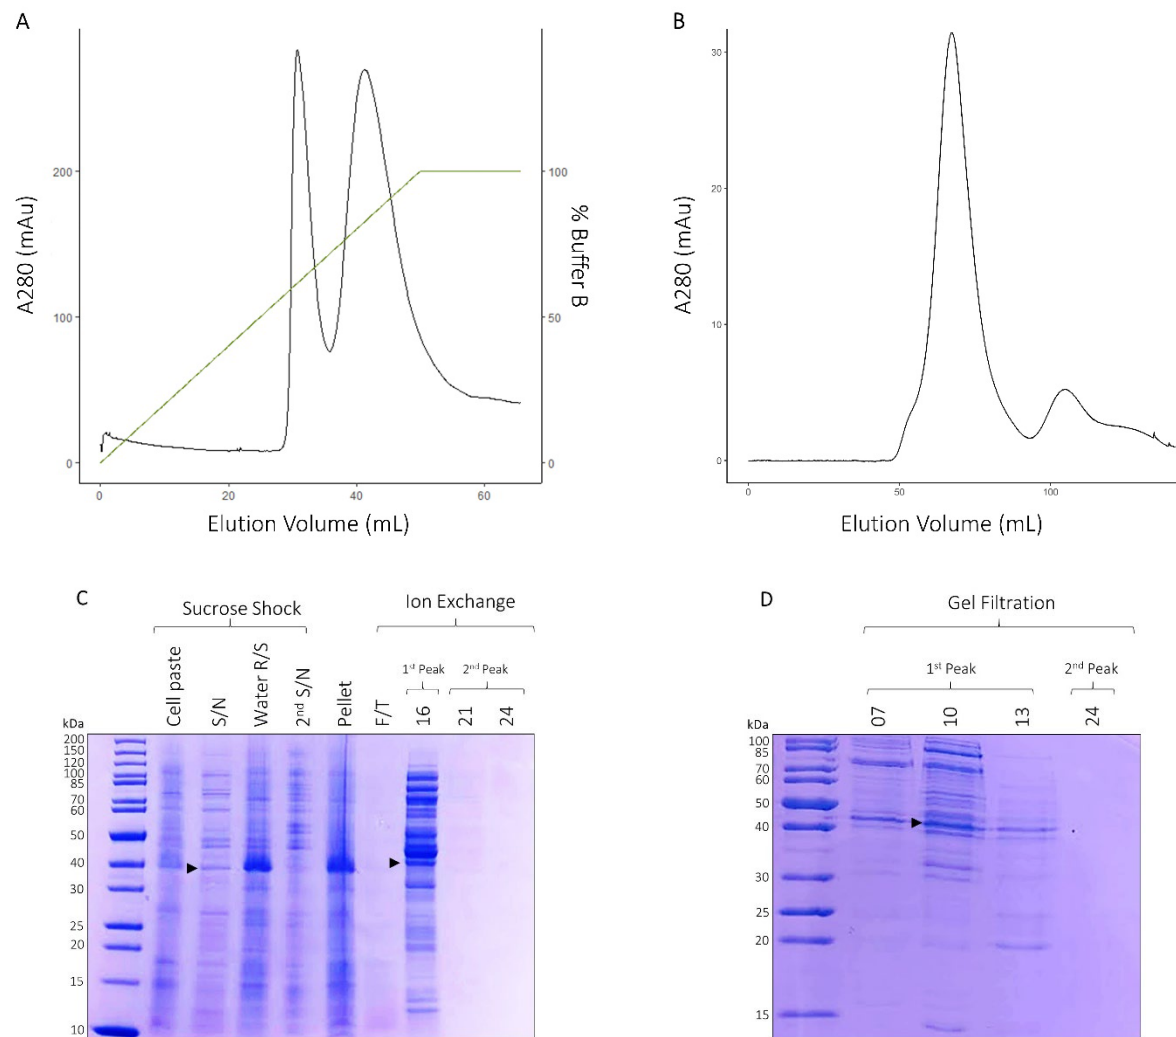 A
B
A280 (mAu)
200
100
0
100
50
0
% Buffer B
0
20
40
60
Elution Volume (mL)
A280 (mAu)
30
20
10
0
0
50
100
Elution Volume (mL)
C
Sucrose Shock
Ion Exchange
Cell paste
S/N
Water R/S
2nd S/N
Pellet
F/T
1st Peak
2nd Peak
16
21
24
kDa
200
150
120
100
85
70
60
50
40
30
25
20
15
10
D
Gel Filtration
1st Peak
2nd Peak
07
10
13
24
kDa
100
85
70
60
50
40
30
25
20
15